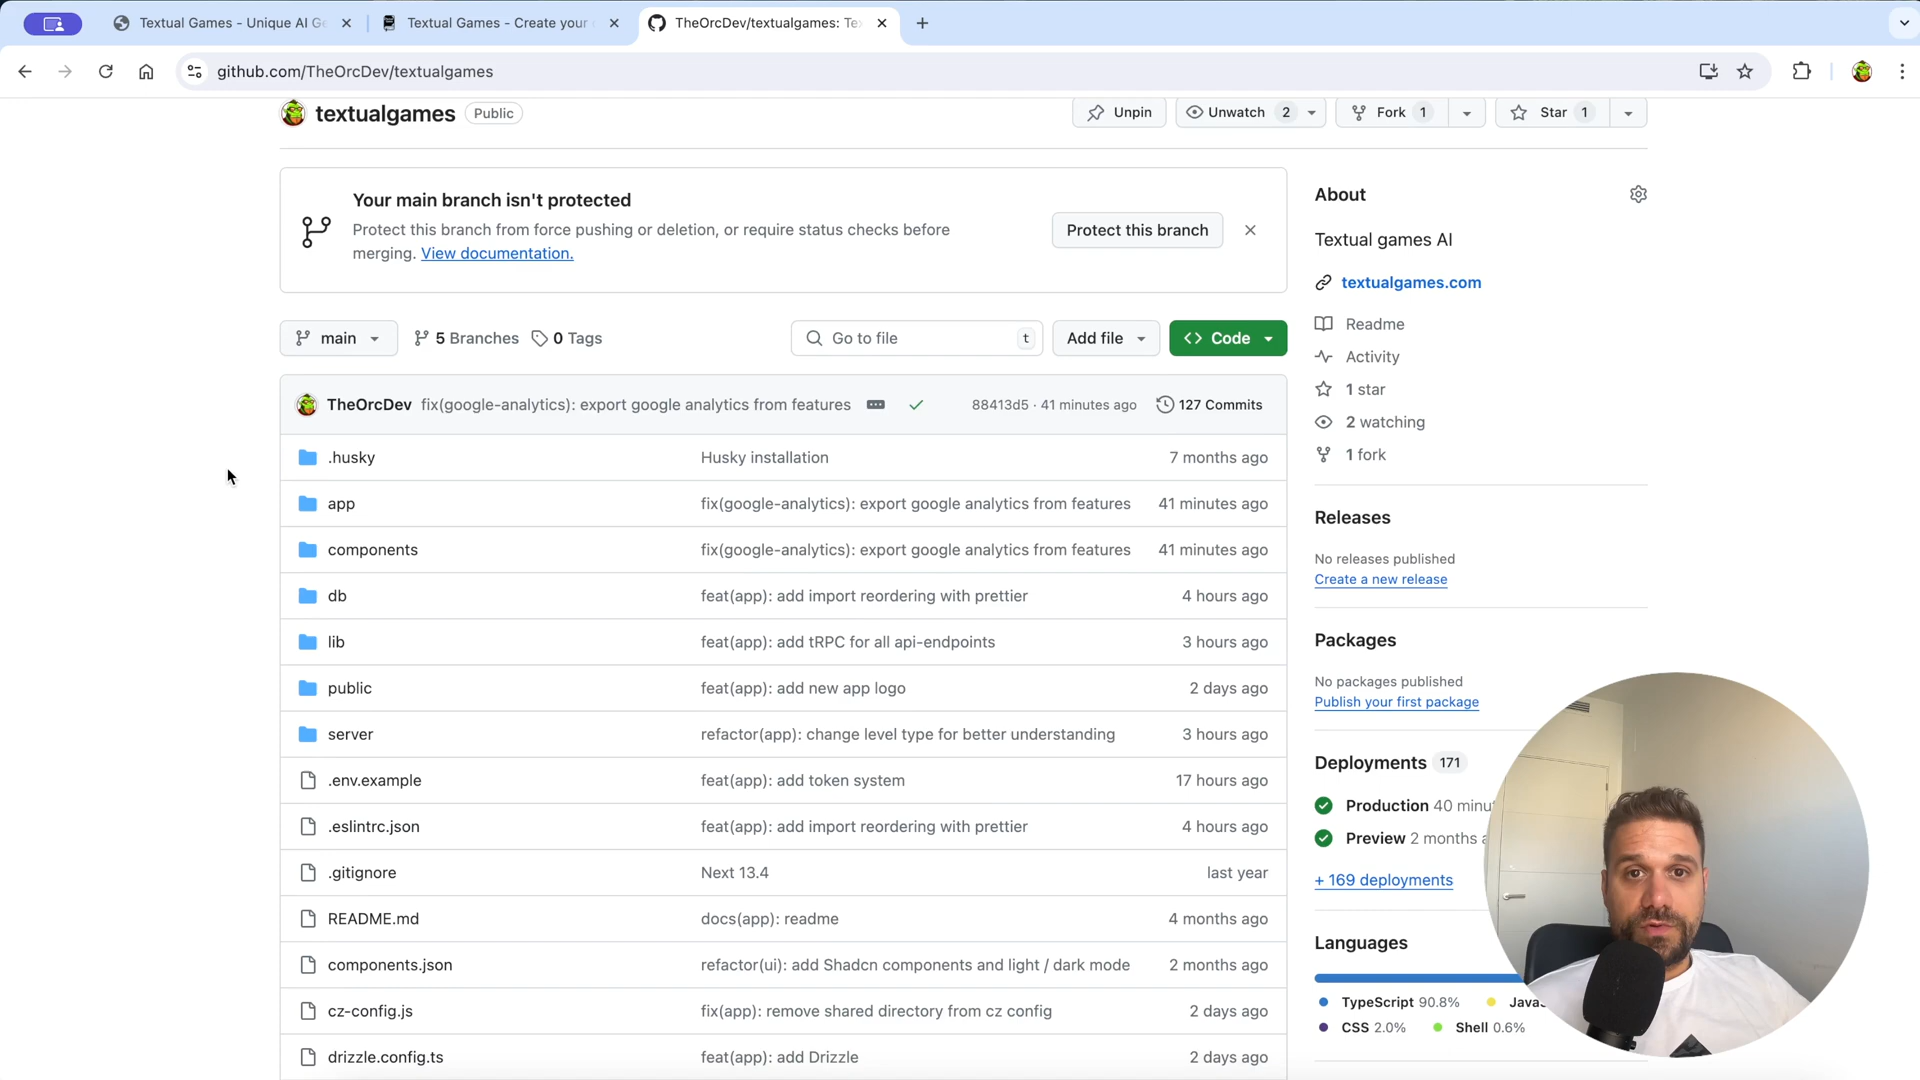 Textual Games - Unique AI Ge
Textual Games - Create your
TheOrcDev/textualgames: Te
github.com/TheOrcDev/textualgames
textualgames Public
Unpin
Unwatch 2
Fork 1
Star 1
Your main branch isn't protected
Protect this branch from force pushing or deletion, or require status checks before
merging. View documentation.
Protect this branch
main
5 Branches
0 Tags
Go to file t
Add file
Code
TheOrcDev fix(google-analytics): export google analytics from features 88413d5 · 41 minutes ago 127 Commits
.husky Husky installation 7 months ago
app fix(google-analytics): export google analytics from features 41 minutes ago
components fix(google-analytics): export google analytics from features 41 minutes ago
db feat(app): add import reordering with prettier 4 hours ago
lib feat(app): add tRPC for all api-endpoints 3 hours ago
public feat(app): add new app logo 2 days ago
server refactor(app): change level type for better understanding 3 hours ago
.env.example feat(app): add token system 17 hours ago
.eslintrc.json feat(app): add import reordering with prettier 4 hours ago
.gitignore Next 13.4 last year
README.md docs(app): readme 4 months ago
components.json refactor(ui): add Shadcn components and light / dark mode 2 months ago
cz-config.js fix(app): remove shared directory from cz config 2 days ago
drizzle.config.ts feat(app): add Drizzle 2 days ago
About
Textual games AI
textualgames.com
Readme
Activity
1 star
2 watching
1 fork
Releases
No releases published
Create a new release
Packages
No packages published
Publish your first package
Deployments 171
Production 40 minu
Preview 2 months
+ 169 deployments
Languages
TypeScript 90.8% Java
CSS 2.0% Shell 0.6%